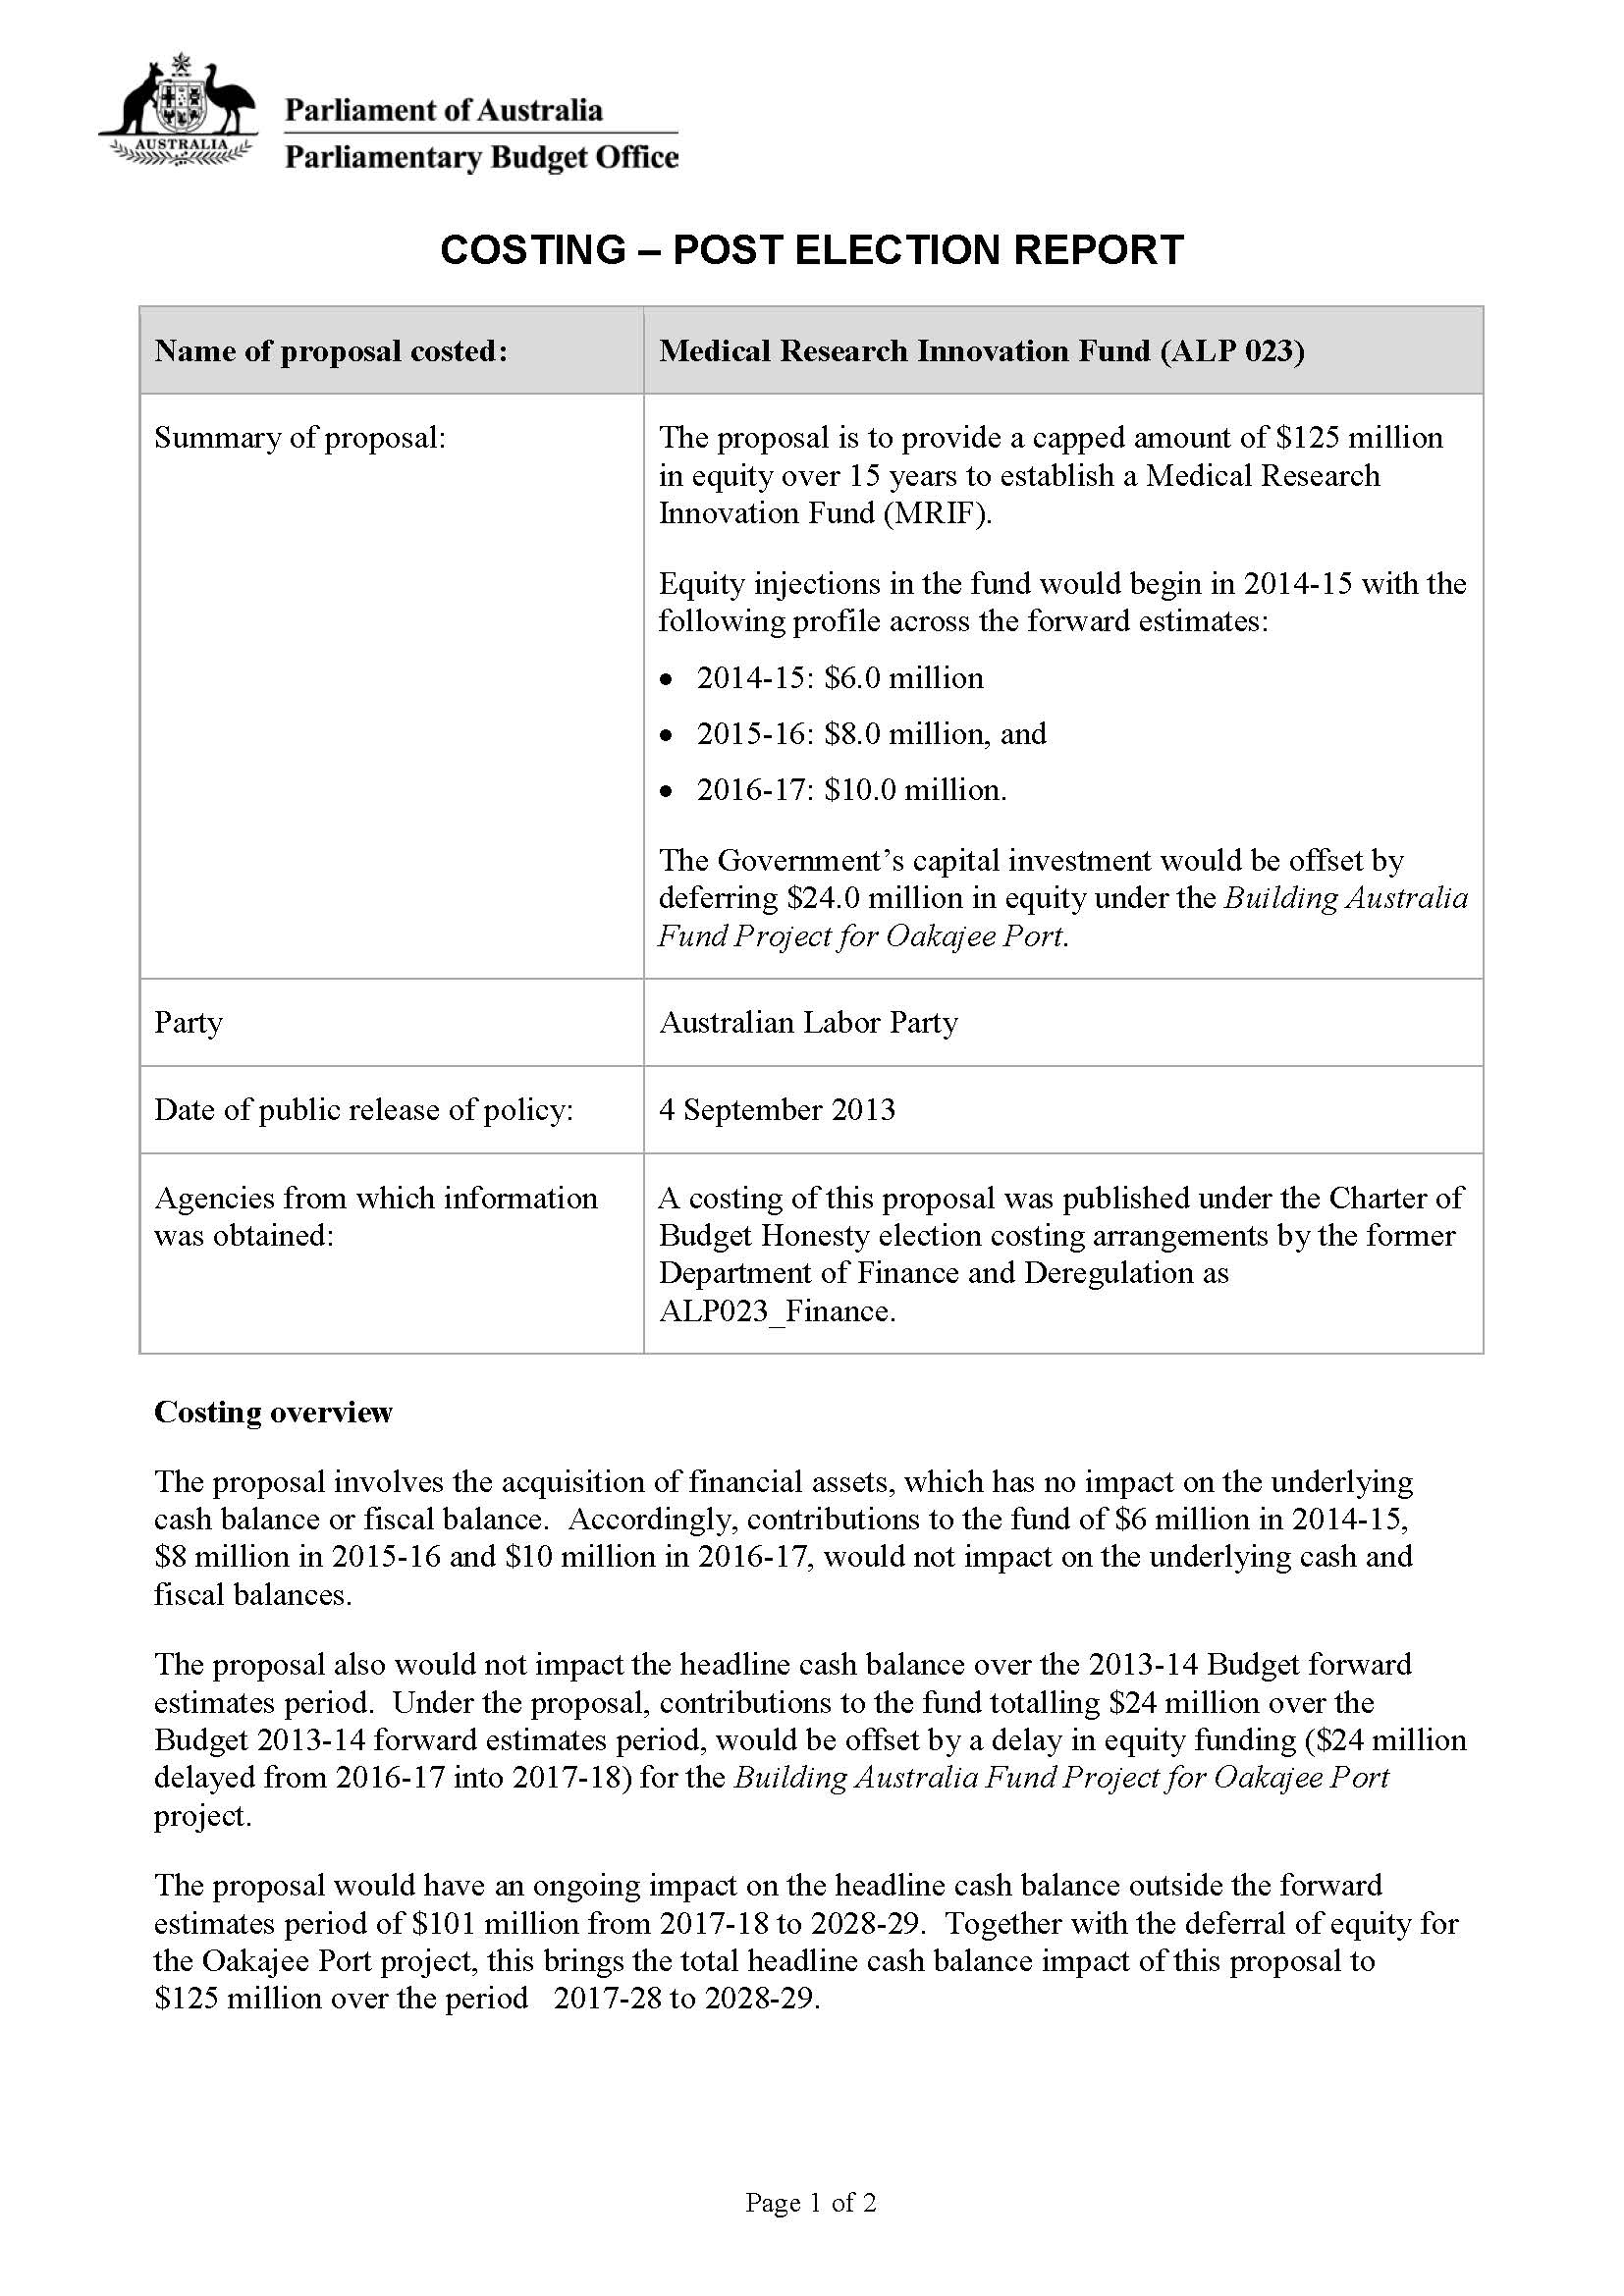 AUSTRALIA
Parliament of Australia
Parliamentary Budget Office
COSTING – POST ELECTION REPORT
Name of proposal costed:
Medical Research Innovation Fund (ALP 023)
Summary of proposal:
The proposal is to provide a capped amount of $125 million
in equity over 15 years to establish a Medical Research
Innovation Fund (MRIF).
Equity injections in the fund would begin in 2014-15 with the
following profile across the forward estimates:
• 2014-15: $6.0 million
• 2015-16: $8.0 million, and
• 2016-17: $10.0 million.
The Government’s capital investment would be offset by
deferring $24.0 million in equity under the Building Australia
Fund Project for Oakajee Port.
Party
Australian Labor Party
Date of public release of policy:
4 September 2013
Agencies from which information
was obtained:
A costing of this proposal was published under the Charter of
Budget Honesty election costing arrangements by the former
Department of Finance and Deregulation as
ALP023_Finance.
Costing overview
The proposal involves the acquisition of financial assets, which has no impact on the underlying
cash balance or fiscal balance.  Accordingly, contributions to the fund of $6 million in 2014-15,
$8 million in 2015-16 and $10 million in 2016-17, would not impact on the underlying cash and
fiscal balances.
The proposal also would not impact the headline cash balance over the 2013-14 Budget forward
estimates period.  Under the proposal, contributions to the fund totalling $24 million over the
Budget 2013-14 forward estimates period, would be offset by a delay in equity funding ($24 million
delayed from 2016-17 into 2017-18) for the Building Australia Fund Project for Oakajee Port
project.
The proposal would have an ongoing impact on the headline cash balance outside the forward
estimates period of $101 million from 2017-18 to 2028-29.  Together with the deferral of equity for
the Oakajee Port project, this brings the total headline cash balance impact of this proposal to
$125 million over the period   2017-28 to 2028-29.
Page 1 of 2